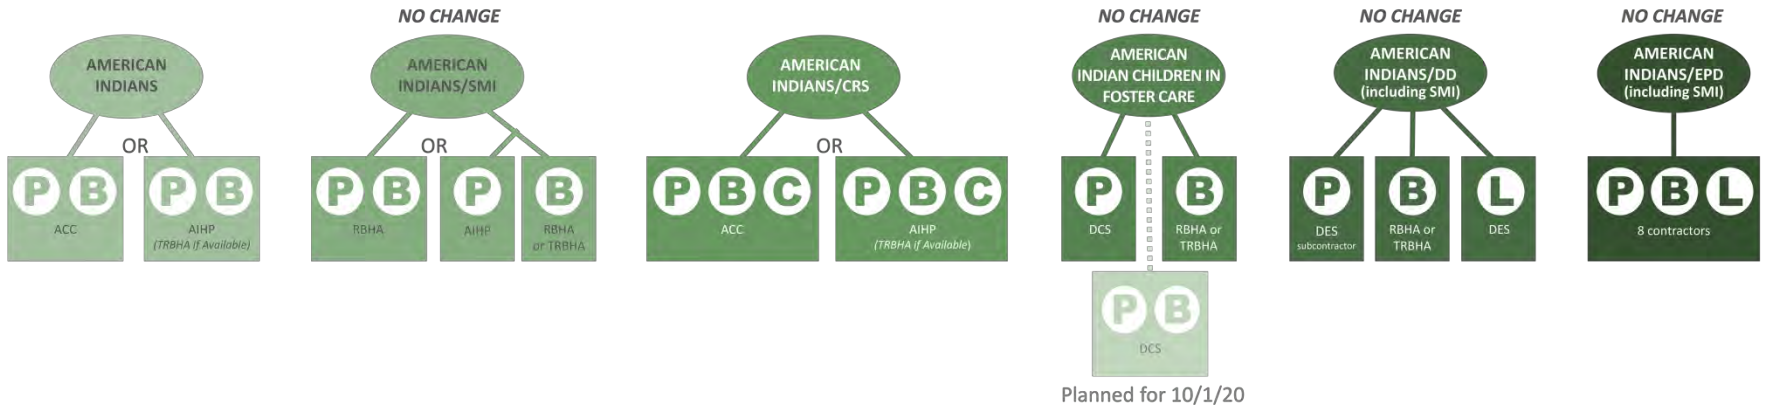 NO CHANGE
NO CHANGE
NO CHANGE
NO CHANGE
AMERICAN
INDIANS
AMERICAN
INDIANS/SMI
AMERICAN
INDIANS/CRS
AMERICAN
INDIAN CHILDREN IN
FOSTER CARE
AMERICAN
INDIANS/DD
(including SMI)
AMERICAN
INDIANS/EPD
(including SMI)
OR
OR
OR
P B
ACC
P B
AIHP
(TRBHA if Available)
P B
RBHA
P
AIHP
B
RBHA
or TRBHA
P B C
ACC
P B C
AIHP
(TRBHA if Available)
P
DCS
B
RBHA or
TRBHA
P
DES
subcontractor
B
RBHA or
TRBHA
L
DES
P B L
8 contractors
P B
DCS
Planned for 10/1/20